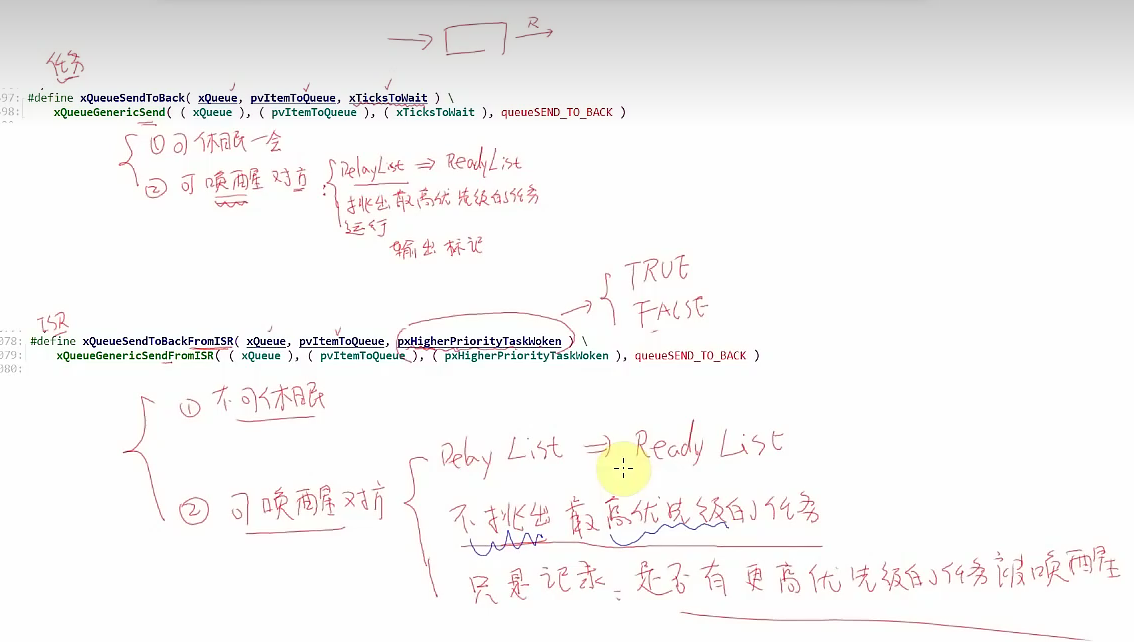 R
任务
97: #define xQueueSendToBack( xQueue, pvItemToQueue, xTicksToWait ) \
98: xQueueGenericSend( ( xQueue ), ( pvItemToQueue ), ( xTicksToWait ), queueSEND_TO_BACK )
① 可休眠一会
② 可唤醒对方:
DelayList ⇒ ReadyList
挑出最高优先级的任务
运行
输出标记
TRUE
FALSE
ISR
078: #define xQueueSendToBackFromISR( xQueue, pvItemToQueue, pxHigherPriorityTaskWoken ) \
079: xQueueGenericSendFromISR( ( xQueue ), ( pvItemToQueue ), ( pxHigherPriorityTaskWoken ), queueSEND_TO_BACK )
080:
① 不可休眠
② 可唤醒对方
Delay List ⇒ Ready List
不挑出最高优先级的任务
只是记录: 是否有更高优先级的任务被唤醒